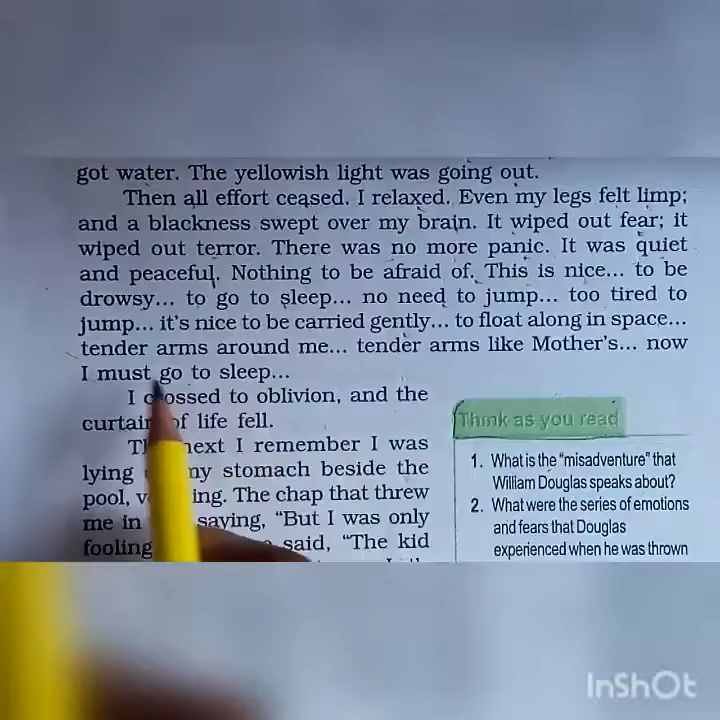 got water. The yellowish light was going out.
Then all effort ceased. I relaxed. Even my legs felt limp;
and a blackness swept over my brain. It wiped out fear; it
wiped out terror. There was no more panic. It was quiet
and peaceful. Nothing to be afraid of. This is nice... to be
drowsy... to go to sleep... no need to jump... too tired to
jump... it's nice to be carried gently... to float along in space...
tender arms around me... tender arms like Mother's... now
I must go to sleep...
I crossed to oblivion, and the
curtain of life fell.
The next I remember I was
lying my stomach beside the
pool, The chap that threw
me in saying, “But I was only
fooling said, “The kid
Think as you read
1. What is the “misadventure” that
William Douglas speaks about?
2. What were the series of emotions
and fears that Douglas
experienced when he was thrown
InShOt